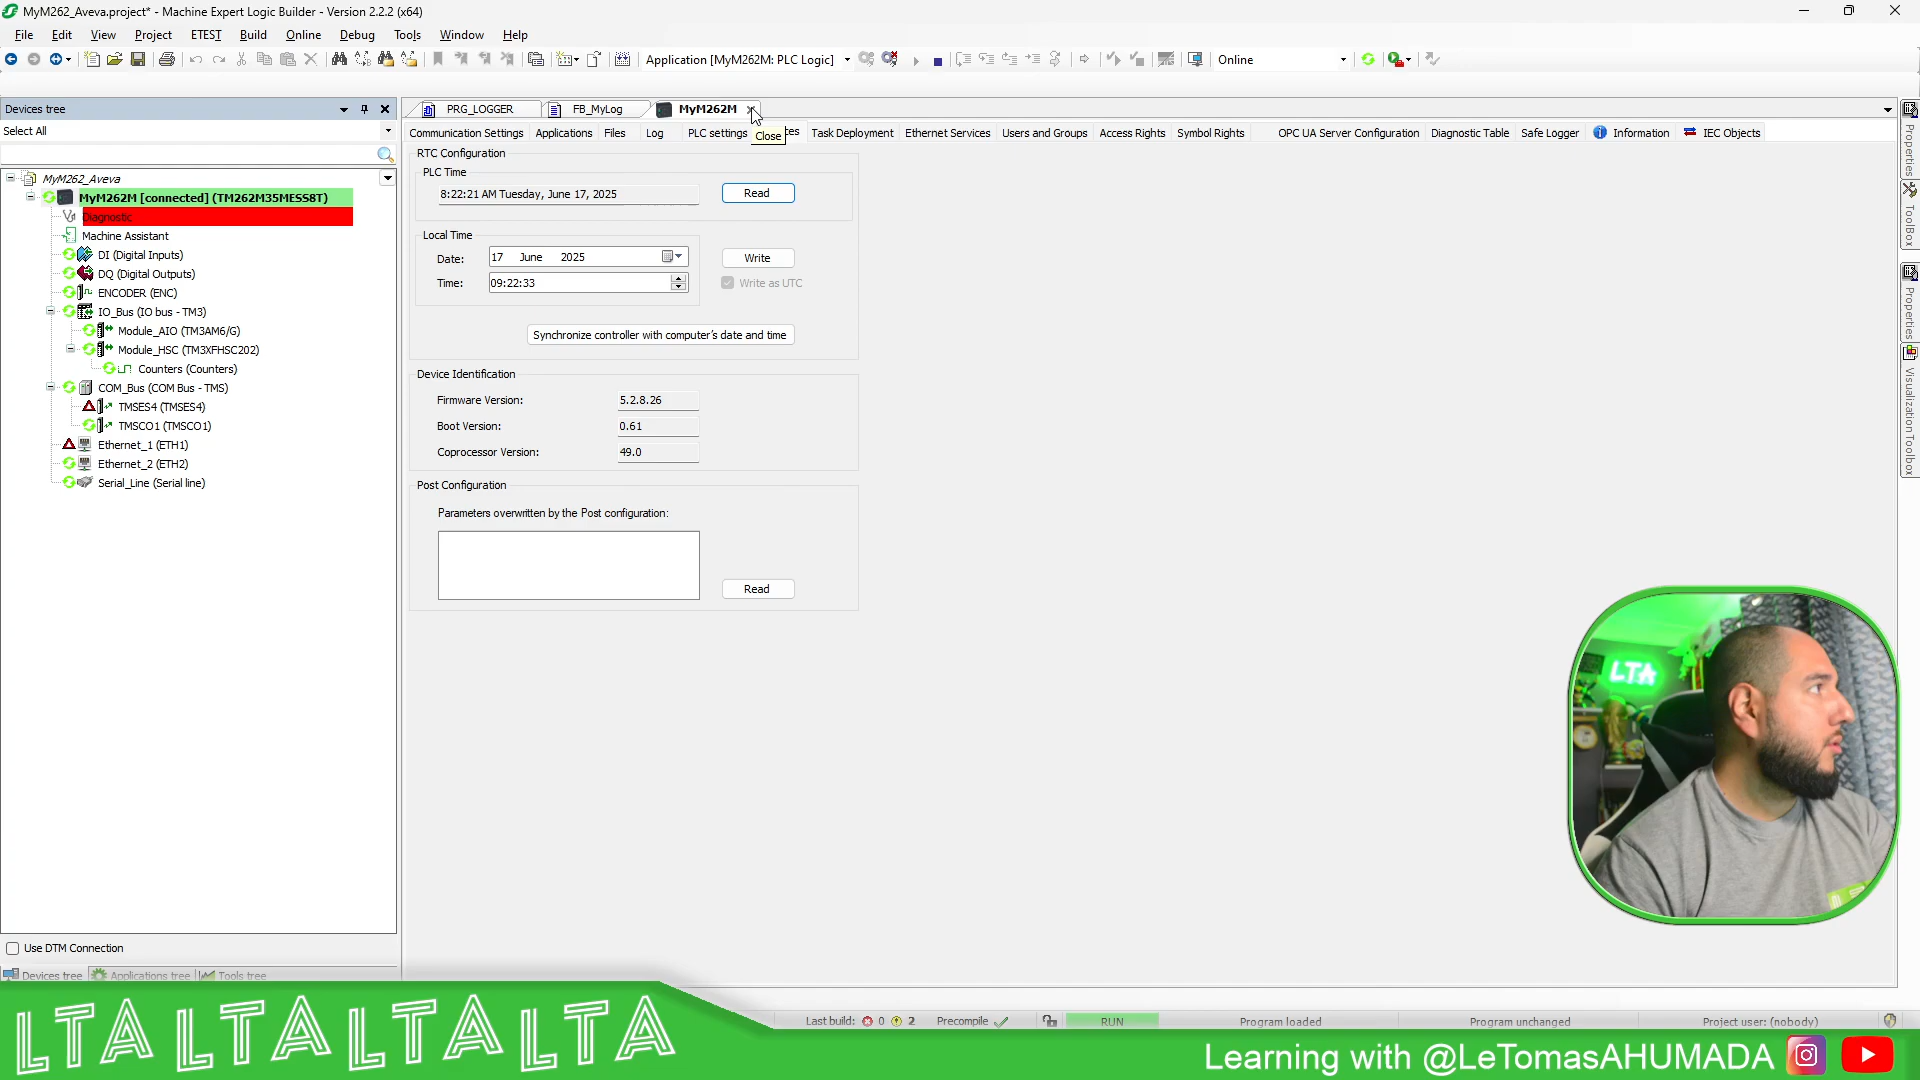 MyM262_Aveva.project* - Machine Expert Logic Builder - Version 2.2.2 (x64)
File Edit View Project ETEST Build Online Debug Tools Window Help
Application [MyM262M: PLC Logic] Online
Devices tree
Select All
MyM262_Aveva
MyM262M [connected] (TM262M35MESS8T)
Diagnostic
Machine Assistant
DI (Digital Inputs)
DQ (Digital Outputs)
ENCODER (ENC)
IO_Bus (IO bus - TM3)
Module_AIO (TM3AM6/G)
Module_HSC (TM3XFHSC202)
Counters (Counters)
COM_Bus (COM Bus - TMS)
TMSES4 (TMSES4)
TMSCO1 (TMSCO1)
Ethernet_1 (ETH1)
Ethernet_2 (ETH2)
Serial_Line (Serial line)
Use DTM Connection
Devices tree Applications tree Tools tree
PRG_LOGGER FB_MyLog MyM262M
Communication Settings Applications Files Log PLC settings Close Task Deployment Ethernet Services Users and Groups Access Rights Symbol Rights OPC UA Server Configuration Diagnostic Table Safe Logger Information IEC Objects
RTC Configuration
PLC Time
8:22:21 AM Tuesday, June 17, 2025 Read
Local Time
Date: 17 June 2025 Write
Time: 09:22:33 Write as UTC
Synchronize controller with computer's date and time
Device Identification
Firmware Version: 5.2.8.26
Boot Version: 0.61
Coprocessor Version: 49.0
Post Configuration
Parameters overwritten by the Post configuration:
Read
Properties
ToolBox
Properties
Visualization Toolbox
LTA
Last build: 0 2 Precompile RUN Program loaded Program unchanged Project user: (nobody)
LTALTALTALTA
Learning with @LeTomasAHUMADA